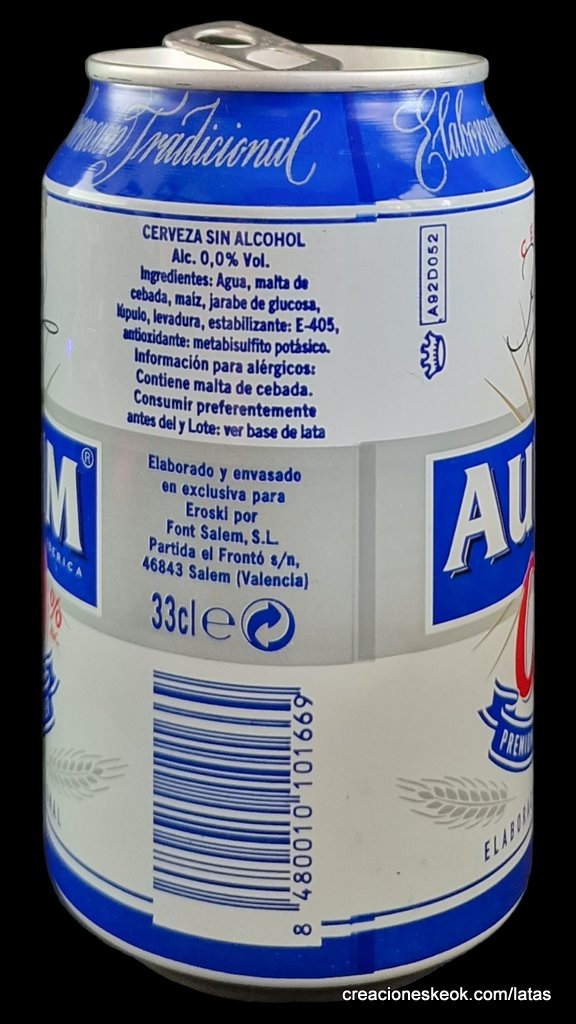 Tradicional
CERVEZA SIN ALCOHOL
Alc. 0,0% Vol.
Ingredientes: Agua, malta de
cebada, maíz, jarabe de glucosa,
lúpulo, levadura, estabilizante: E-405,
antioxidante: metabisulfito potásico.
Información para alérgicos:
Contiene malta de cebada.
Consumir preferentemente
antes del y Lote: ver base de lata
A92D052
M®
AU
Elaborado y envasado
en exclusiva para
Eroski por
Font Salem, S.L.
Partida el Frontó s/n,
46843 Salem (Valencia)
33cl e
8 480010 101669
creacioneskeok.com/latas